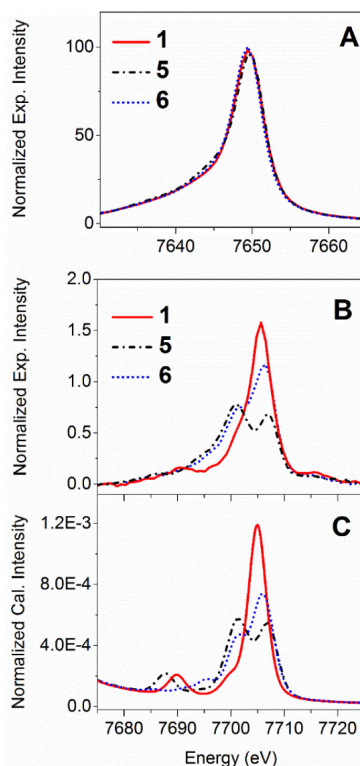 A
1
5
6
100
50
0
Normalized Exp. Intensity
7640 7650 7660
B
1
5
6
2.0
1.5
1.0
0.5
0.0
Normalized Exp. Intensity
C
1.2E-3
8.0E-4
4.0E-4
Normalized Cal. Intensity
7680 7690 7700 7710 7720
Energy (eV)